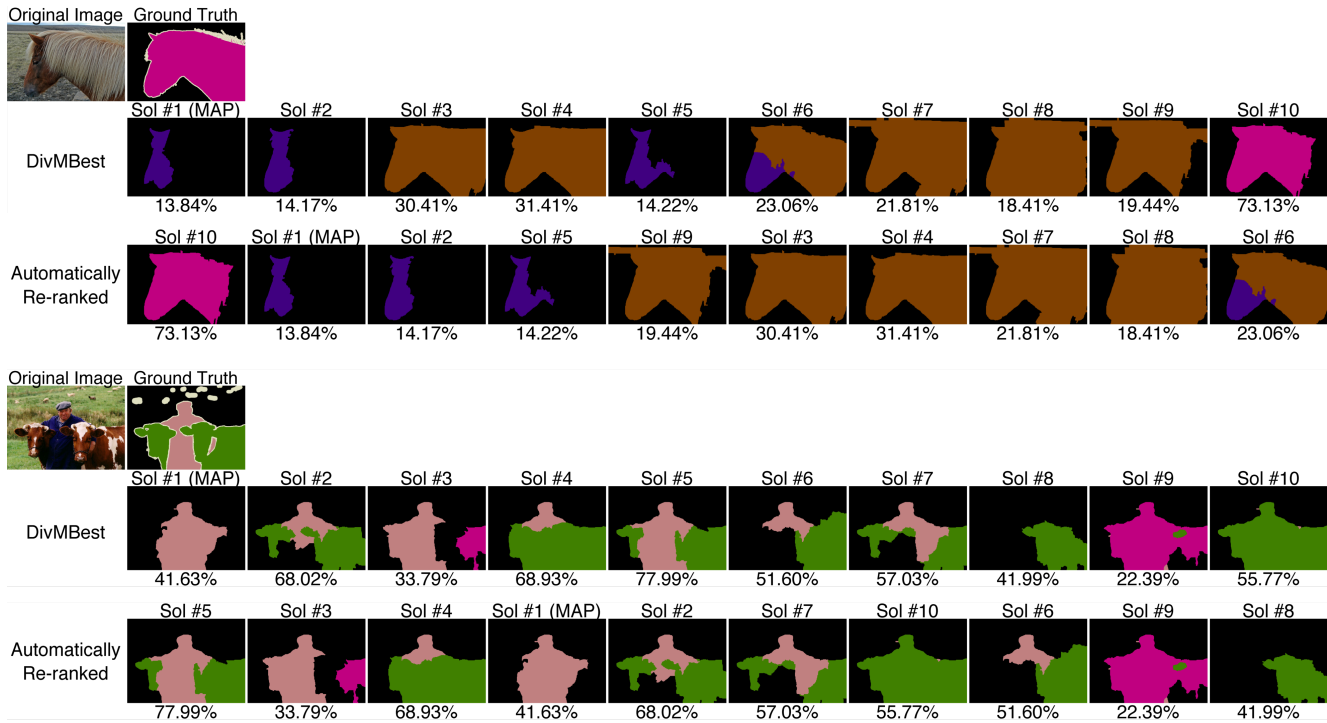 Original Image Ground Truth
Sol #1 (MAP) Sol #2 Sol #3 Sol #4 Sol #5 Sol #6 Sol #7 Sol #8 Sol #9 Sol #10
DivMBest
13.84% 14.17% 30.41% 31.41% 14.22% 23.06% 21.81% 18.41% 19.44% 73.13%
Sol #10 Sol #1 (MAP) Sol #2 Sol #5 Sol #9 Sol #3 Sol #4 Sol #7 Sol #8 Sol #6
Automatically
Re-ranked
73.13% 13.84% 14.17% 14.22% 19.44% 30.41% 31.41% 21.81% 18.41% 23.06%
Original Image Ground Truth
Sol #1 (MAP) Sol #2 Sol #3 Sol #4 Sol #5 Sol #6 Sol #7 Sol #8 Sol #9 Sol #10
DivMBest
41.63% 68.02% 33.79% 68.93% 77.99% 51.60% 57.03% 41.99% 22.39% 55.77%
Sol #5 Sol #3 Sol #4 Sol #1 (MAP) Sol #2 Sol #7 Sol #10 Sol #6 Sol #9 Sol #8
Automatically
Re-ranked
77.99% 33.79% 68.93% 41.63% 68.02% 57.03% 55.77% 51.60% 22.39% 41.99%